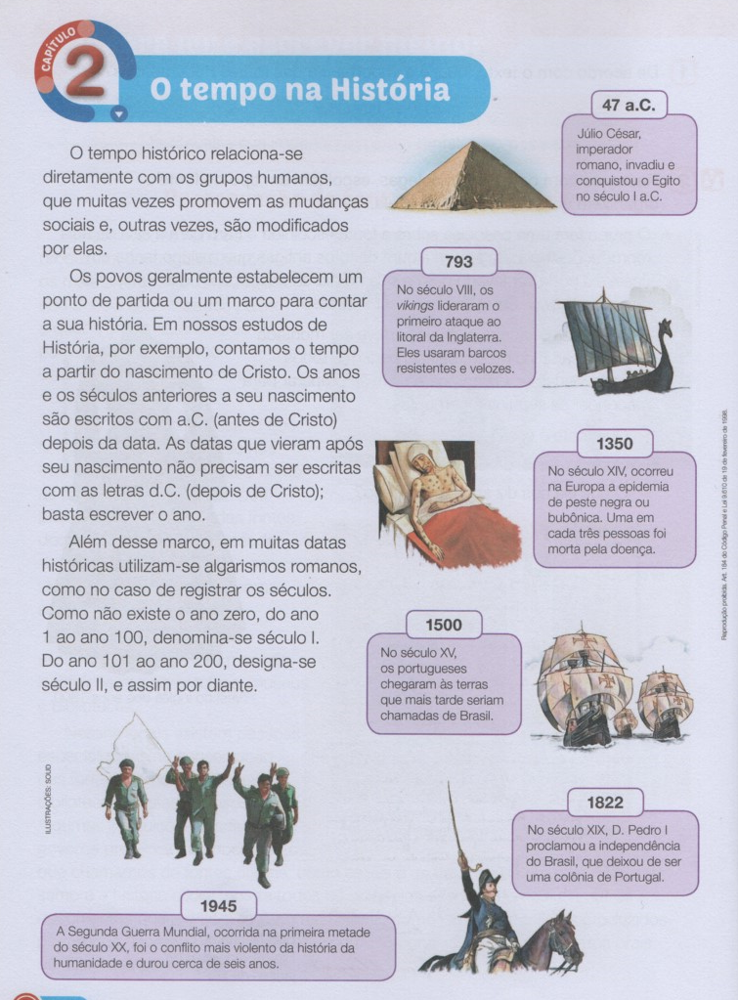 CAPÍTULO
2
O tempo na História
O tempo histórico relaciona-se
diretamente com os grupos humanos,
que muitas vezes promovem as mudanças
sociais e, outras vezes, são modificados
por elas.
Os povos geralmente estabelecem um
ponto de partida ou um marco para contar
a sua história. Em nossos estudos de
História, por exemplo, contamos o tempo
a partir do nascimento de Cristo. Os anos
e os séculos anteriores a seu nascimento
são escritos com a.C. (antes de Cristo)
depois da data. As datas que vieram após
seu nascimento não precisam ser escritas
com as letras d.C. (depois de Cristo);
basta escrever o ano.
Além desse marco, em muitas datas
históricas utilizam-se algarismos romanos,
como no caso de registrar os séculos.
Como não existe o ano zero, do ano
1 ao ano 100, denomina-se século I.
Do ano 101 ao ano 200, designa-se
século II, e assim por diante.
47 a.C.
Júlio César,
imperador
romano, invadiu e
conquistou o Egito
no século I a.C.
793
No século VIII, os
vikings lideraram o
primeiro ataque ao
litoral da Inglaterra.
Eles usaram barcos
resistentes e velozes.
1350
No século XIV, ocorreu
na Europa a epidemia
de peste negra ou
bubônica. Uma em
cada três pessoas foi
morta pela doença.
1500
No século XV,
os portugueses
chegaram às terras
que mais tarde seriam
chamadas de Brasil.
1822
No século XIX, D. Pedro I
proclamou a independência
do Brasil, que deixou de ser
uma colônia de Portugal.
1945
A Segunda Guerra Mundial, ocorrida na primeira metade
do século XX, foi o conflito mais violento da história da
humanidade e durou cerca de seis anos.
ILUSTRAÇÕES: SOLID
Reprodução proibida. Art. 184 do Código Penal e Lei 9.610 de 19 de fevereiro de 1998.